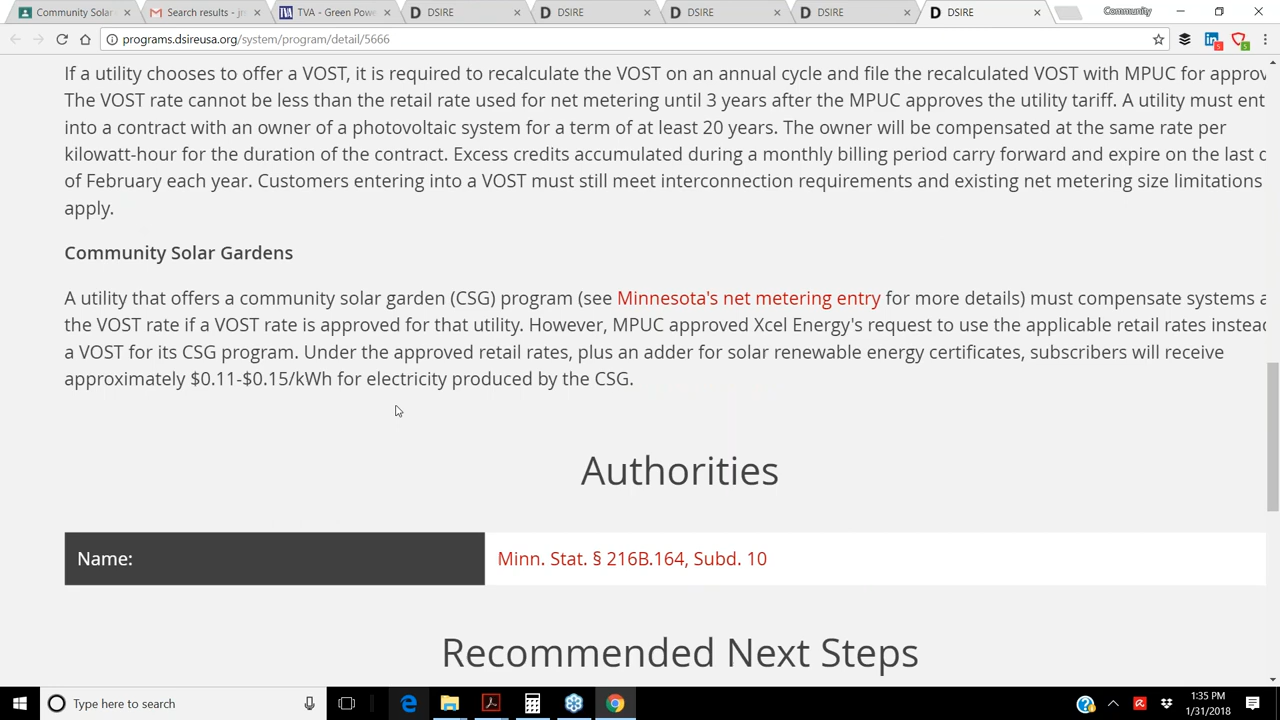 Community Solar
Search results - jn
TVA - Green Powe
DSIRE
DSIRE
DSIRE
DSIRE
DSIRE
Community
programs.dsireusa.org/system/program/detail/5666
If a utility chooses to offer a VOST, it is required to recalculate the VOST on an annual cycle and file the recalculated VOST with MPUC for approv
The VOST rate cannot be less than the retail rate used for net metering until 3 years after the MPUC approves the utility tariff. A utility must ent
into a contract with an owner of a photovoltaic system for a term of at least 20 years. The owner will be compensated at the same rate per
kilowatt-hour for the duration of the contract. Excess credits accumulated during a monthly billing period carry forward and expire on the last d
of February each year. Customers entering into a VOST must still meet interconnection requirements and existing net metering size limitations
apply.
Community Solar Gardens
A utility that offers a community solar garden (CSG) program (see Minnesota's net metering entry for more details) must compensate systems a
the VOST rate if a VOST rate is approved for that utility. However, MPUC approved Xcel Energy's request to use the applicable retail rates instead
a VOST for its CSG program. Under the approved retail rates, plus an adder for solar renewable energy certificates, subscribers will receive
approximately $0.11-$0.15/kWh for electricity produced by the CSG.
Authorities
Name:
Minn. Stat. § 216B.164, Subd. 10
Recommended Next Steps
Type here to search
1:35 PM
1/31/2018